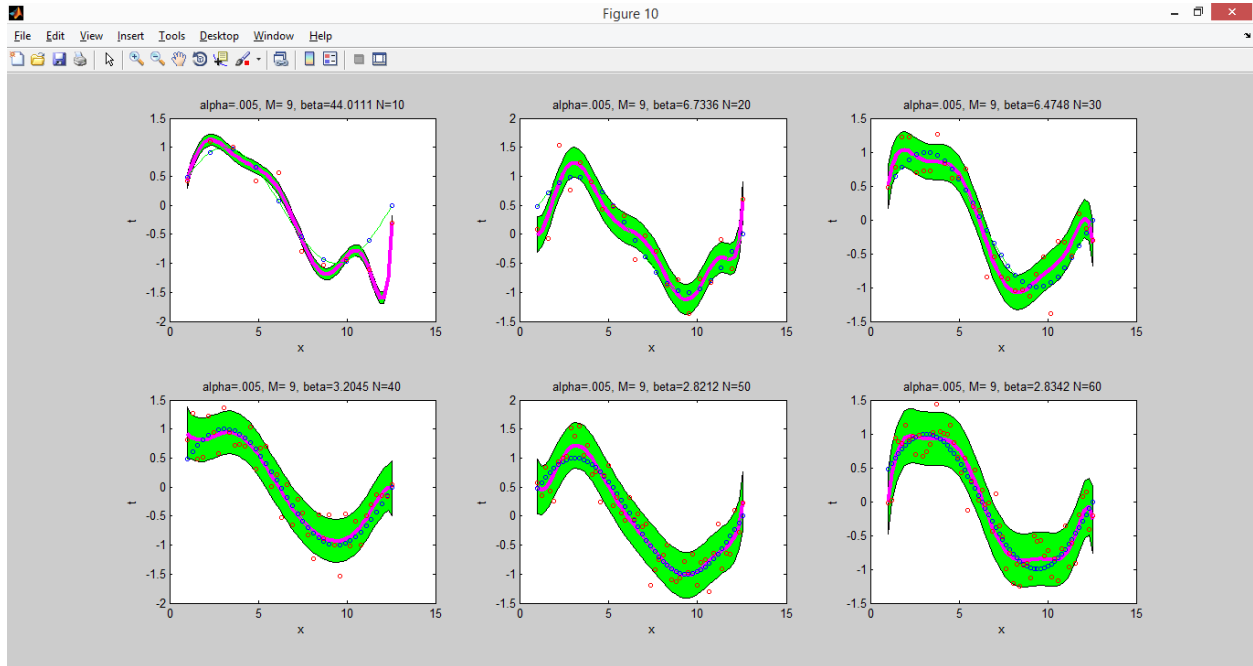 Figure 10
File Edit View Insert Tools Desktop Window Help
alpha=.005, M= 9, beta=44.0111 N=10
1.5
1
0.5
0
-0.5
-1
-1.5
-2
t
0 5 10 15
x
alpha=.005, M= 9, beta=6.7336 N=20
2
1.5
1
0.5
0
-0.5
-1
-1.5
t
0 5 10 15
x
alpha=.005, M= 9, beta=6.4748 N=30
1.5
1
0.5
0
-0.5
-1
-1.5
t
0 5 10 15
x
alpha=.005, M= 9, beta=3.2045 N=40
1.5
1
0.5
0
-0.5
-1
-1.5
-2
t
0 5 10 15
x
alpha=.005, M= 9, beta=2.8212 N=50
2
1.5
1
0.5
0
-0.5
-1
-1.5
t
0 5 10 15
x
alpha=.005, M= 9, beta=2.8342 N=60
1.5
1
0.5
0
-0.5
-1
-1.5
t
0 5 10 15
x